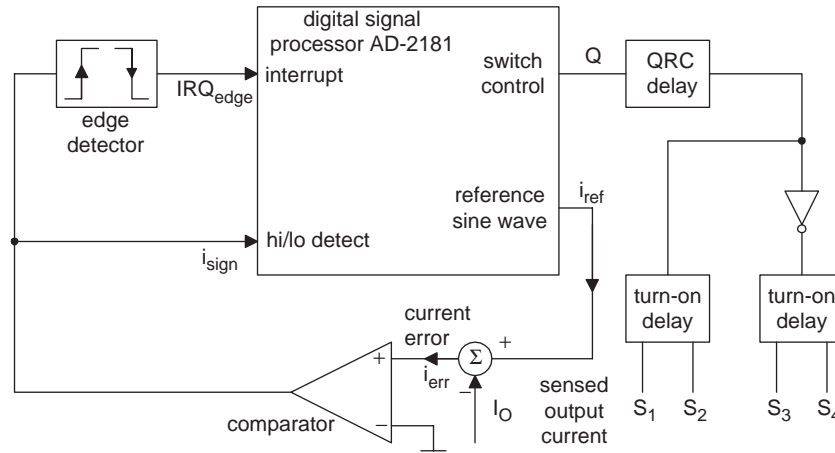 digital signal
processor AD-2181
interrupt
switch
control
Q
QRC
delay
IRQedge
edge
detector
reference
sine wave
iref
hi/lo detect
isign
turn-on
delay
turn-on
delay
current
error
+
Σ
+
ierr
−
−
comparator
IO
sensed
output
current
S1
S2
S3
S4